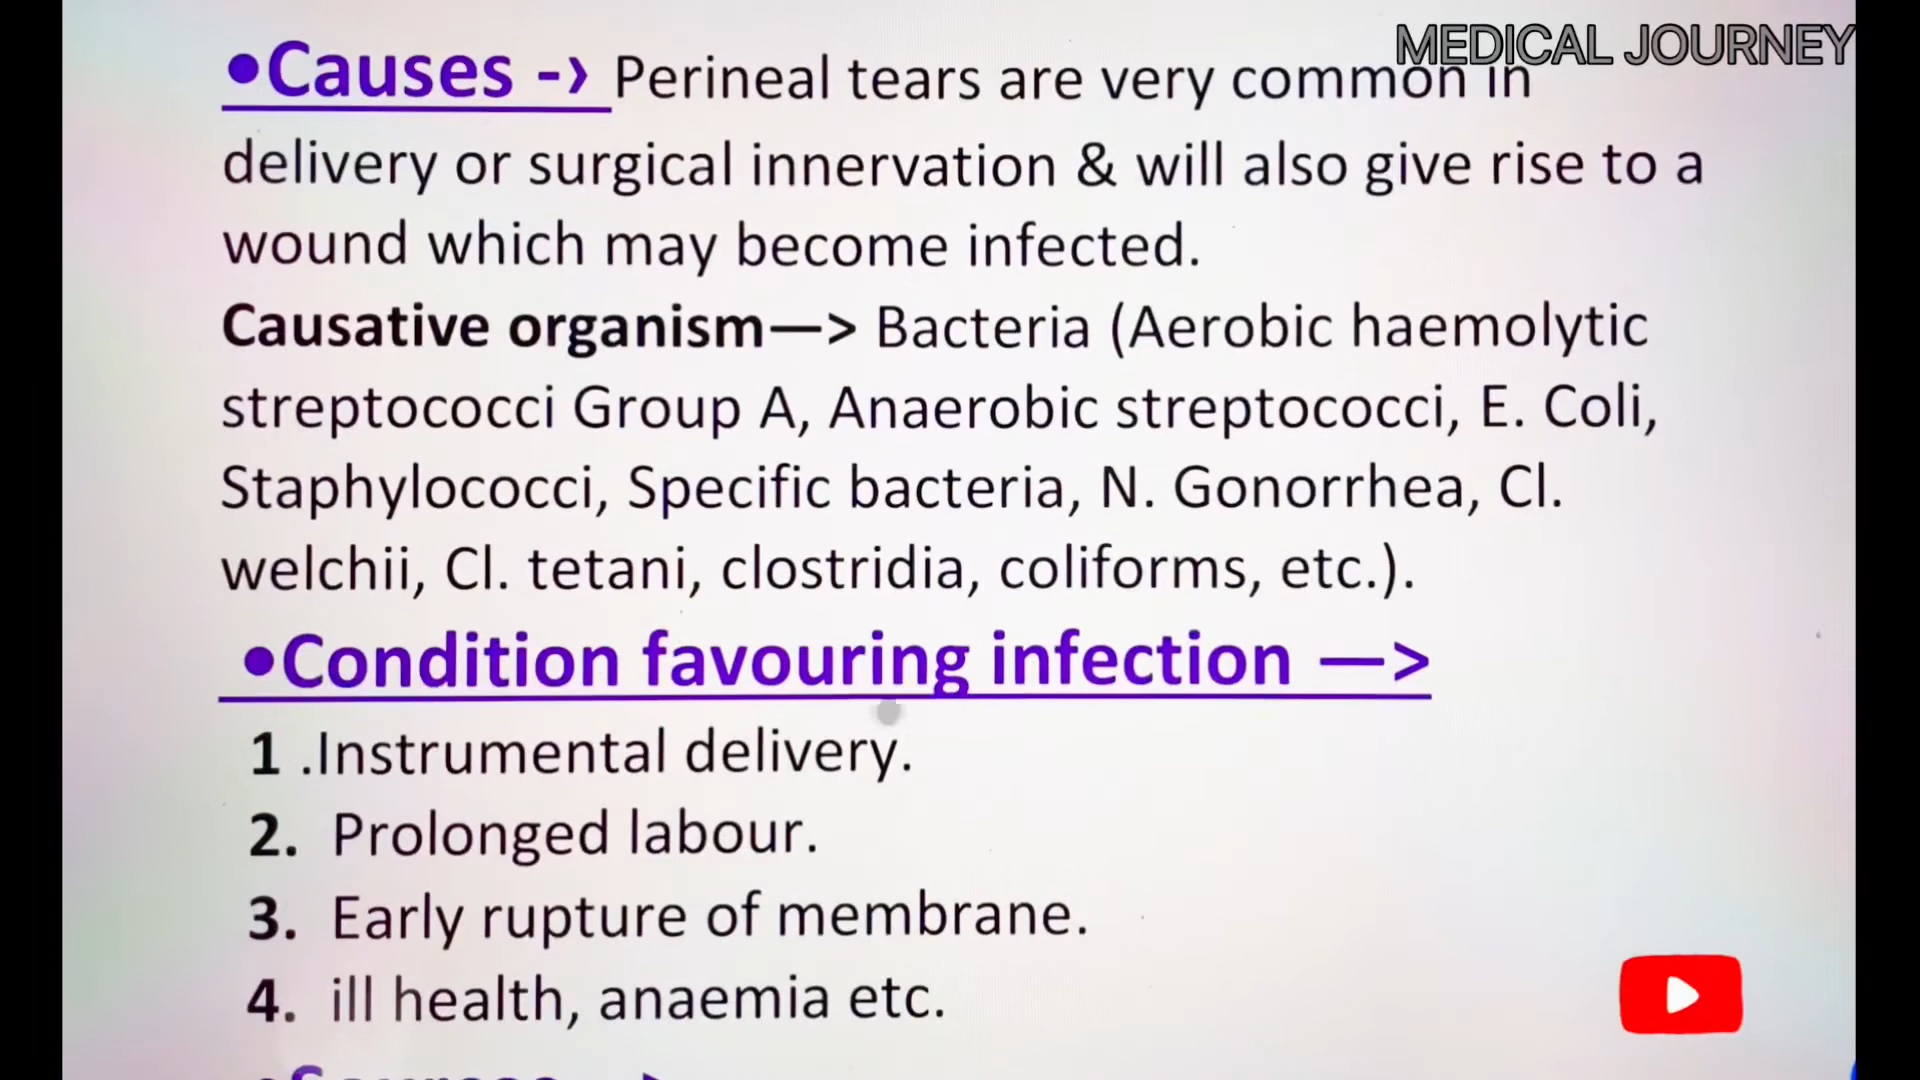 MEDICAL JOURNEY
•Causes -› Perineal tears are very common in
delivery or surgical innervation & will also give rise to a
wound which may become infected.
Causative organism—> Bacteria (Aerobic haemolytic
streptococci Group A, Anaerobic streptococci, E. Coli,
Staphylococci, Specific bacteria, N. Gonorrhea, Cl.
welchii, Cl. tetani, clostridia, coliforms, etc.).
•Condition favouring infection —>
1 .Instrumental delivery.
2. Prolonged labour.
3. Early rupture of membrane.
4. ill health, anaemia etc.